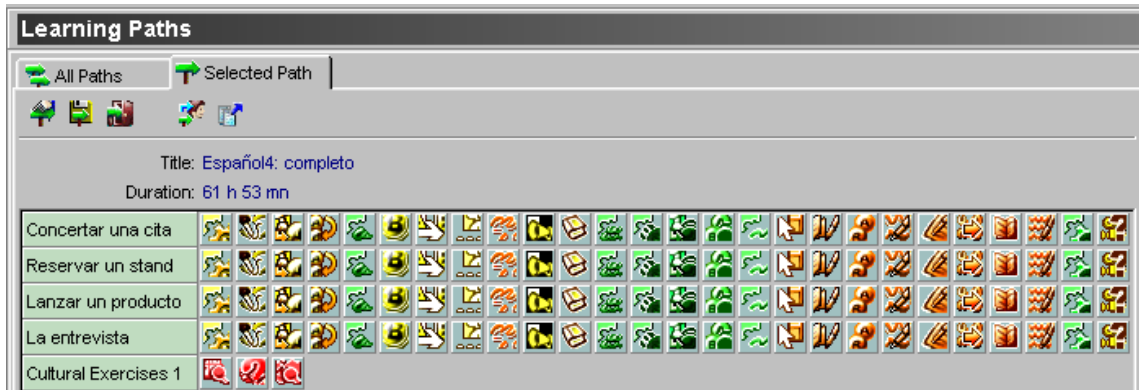 Learning Paths
All Paths Selected Path
Title: Español4: completo
Duration: 61 h 53 mn
Concertar una cita
Reservar un stand
Lanzar un producto
La entrevista
Cultural Exercises 1